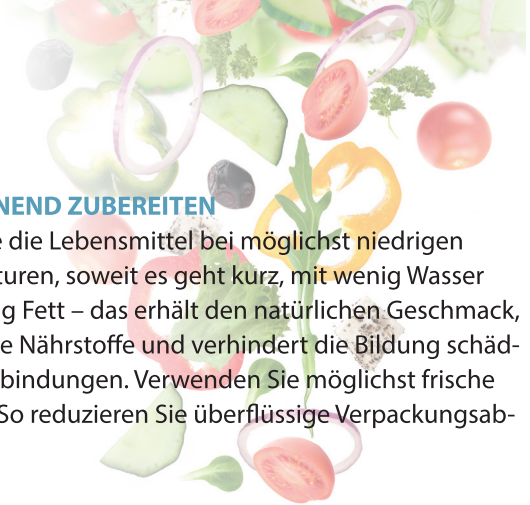 NEND ZUBEREITEN
e die Lebensmittel bei möglichst niedrigen
turen, soweit es geht kurz, mit wenig Wasser
g Fett – das erhält den natürlichen Geschmack,
e Nährstoffe und verhindert die Bildung schäd-
bindungen. Verwenden Sie möglichst frische
So reduzieren Sie überflüssige Verpackungsab-